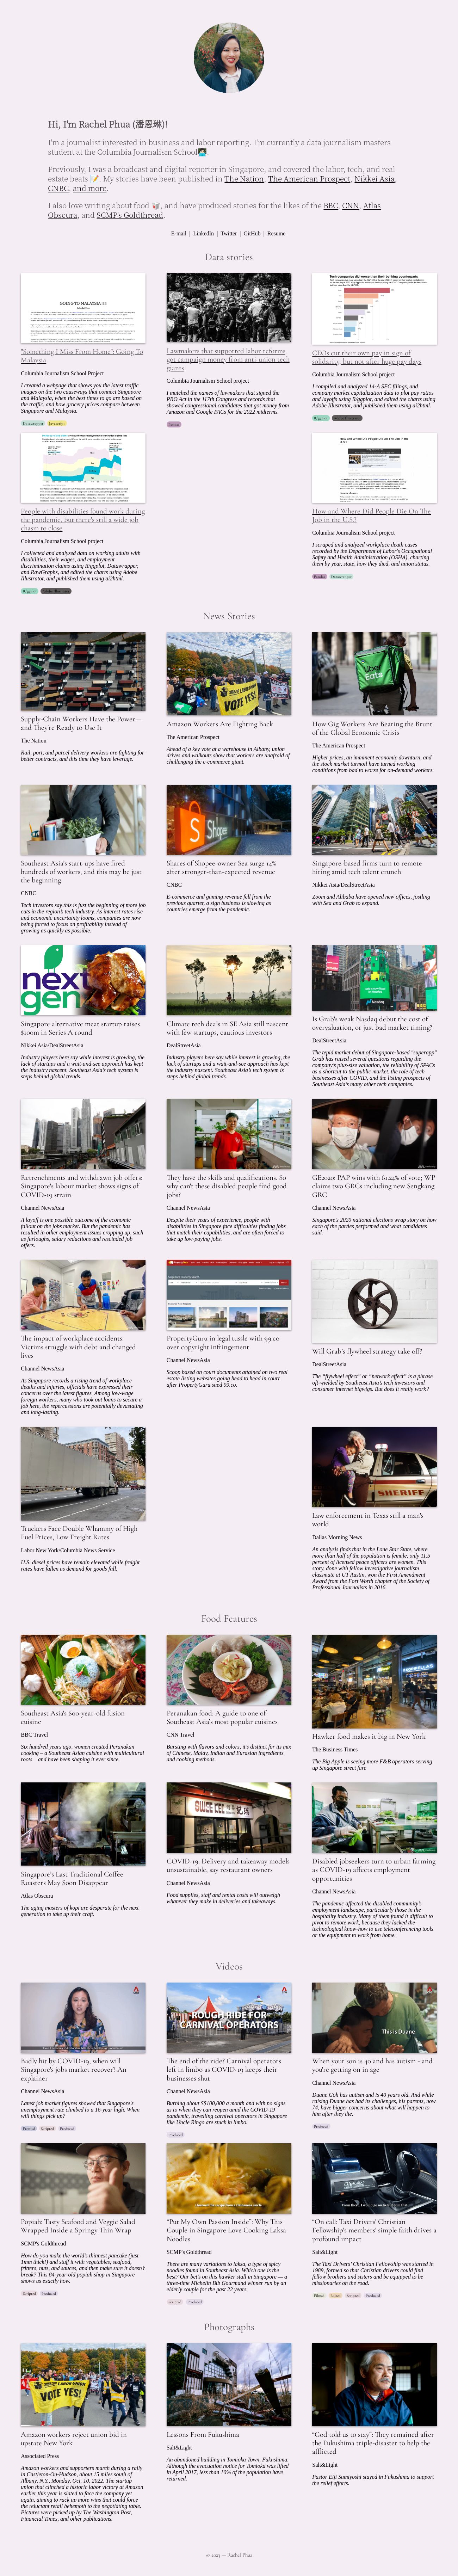 Hi, I'm Rachel Phua (潘恩琳)!
I'm a journalist interested in business and labor reporting. I'm currently a data journalism masters
student at the Columbia Journalism School
Previously, I was a broadcast and digital reporter in Singapore, and covered the labor, tech, and real
estate beats 📝. My stories have been published in The Nation, The American Prospect, Nikkei Asia,
CNBC, and more.
I also love writing about food 🥡, and have produced stories for the likes of the BBC, CNN, Atlas
Obscura, and SCMP's Goldthread.
E-mail | LinkedIn | Twitter | GitHub | Resume
Data stories
GOING TO MALAYSIA
"Something I Miss From Home": Going To
Malaysia
Columbia Journalism School Project
I created a webpage that shows you the latest traffic
images on the two causeways that connect Singapore
and Malaysia, when the best times to go are based on
the traffic, and how grocery prices compare between
Singapore and Malaysia.
Datawrapper Javascript
Lawmakers that supported labor reforms
got campaign money from anti-union tech
giants
Columbia Journalism School project
I matched the names of lawmakers that signed the
PRO Act in the 117th Congress and records that
showed congressional candidates receiving money from
Amazon and Google PACs for the 2022 midterms.
Pandas
Tech companies did worse than their banking counterparts
CEOs cut their own pay in sign of
solidarity, but not after huge pay days
Columbia Journalism School project
I compiled and analyzed 14-A SEC filings, and
company market capitalization data to plot pay ratios
and layoffs using R/ggplot, and edited the charts using
Adobe Illustrator, and published them using ai2html.
R/ggplot Adobe Illustrator
People with disabilities found work during
the pandemic, but there's still a wide job
chasm to close
Columbia Journalism School project
I collected and analyzed data on working adults with
disabilities, their wages, and employment
discrimination claims using R/ggplot, Datawrapper,
and RawGraphs, and edited the charts using Adobe
Illustrator, and published them using ai2html.
R/ggplot Adobe Illustrator
How and Where Did People Die On The
Job in the U.S.?
Columbia Journalism School project
I scraped and analyzed workplace death cases
recorded by the Department of Labor's Occupational
Safety and Health Administration (OSHA), charting
them by year, state, how they died, and union status.
Pandas Datawrapper
News Stories
Supply-Chain Workers Have the Power—
and They're Ready to Use It
The Nation
Rail, port, and parcel delivery workers are fighting for
better contracts, and this time they have leverage.
VOTE YES!
Amazon Workers Are Fighting Back
The American Prospect
Ahead of a key vote at a warehouse in Albany, union
drives and walkouts show that workers are unafraid of
challenging the e-commerce giant.
Uber
Eats
How Gig Workers Are Bearing the Brunt
of the Global Economic Crisis
The American Prospect
Higher prices, an imminent economic downturn, and
the stock market turmoil have turned working
conditions from bad to worse for on-demand workers.
Southeast Asia's start-ups have fired
hundreds of workers, and this may be just
the beginning
CNBC
Tech investors say this is just the beginning of more job
cuts in the region's tech industry. As interest rates rise
and economic uncertainty looms, companies are now
being forced to focus on profitability instead of
growing as quickly as possible.
Shares of Shopee-owner Sea surge 14%
after stronger-than-expected revenue
CNBC
E-commerce and gaming revenue fell from the
previous quarter, a sign business is slowing as
countries emerge from the pandemic.
Singapore-based firms turn to remote
hiring amid tech talent crunch
Nikkei Asia/DealStreetAsia
Zoom and Alibaba have opened new offices, jostling
with Sea and Grab to expand.
next
gen
Singapore alternative meat startup raises
$100m in Series A round
Nikkei Asia/DealStreetAsia
Industry players here say while interest is growing, the
lack of startups and a wait-and-see approach has kept
the industry nascent. Southeast Asia's tech system is
steps behind global trends.
Climate tech deals in SE Asia still nascent
with few startups, cautious investors
DealStreetAsia
Industry players here say while interest is growing, the
lack of startups and a wait-and-see approach has kept
the industry nascent. Southeast Asia's tech system is
steps behind global trends.
Is Grab's weak Nasdaq debut the cost of
overvaluation, or just bad market timing?
DealStreetAsia
The tepid market debut of Singapore-based "superapp"
Grab has raised several questions regarding the
company's plus-size valuation, the reliability of SPACs
as a shortcut to the public market, the role of tech
businesses after COVID, and the listing prospects of
Southeast Asia's many other tech companies.
Retrenchments and withdrawn job offers:
Singapore's labour market shows signs of
COVID-19 strain
Channel NewsAsia
A layoff is one possible outcome of the economic
fallout on the job market. But the pandemic has
resulted in other employment issues cropping up, such
as furloughs, salary reductions and rescinded job
offers.
They have the skills and qualifications. So
why can't these disabled people find good
jobs?
Channel NewsAsia
Despite their years of experience, people with
disabilities in Singapore face difficulties finding jobs
that match their capabilities, and are often forced to
take up low-paying jobs.
GE2020: PAP wins with 61.24% of vote; WP
claims two GRCs including new Sengkang
GRC
Channel NewsAsia
Singapore's 2020 national elections wrap story on how
each of the parties performed and what candidates
said.
The impact of workplace accidents:
Victims struggle with debt and changed
lives
Channel NewsAsia
As Singapore records a rising trend of workplace
deaths and injuries, officials have expressed their
concerns over the latest figures. Among low-wage
foreign workers, many who took out loans to secure a
job here, the repercussions are potentially devastating
and long-lasting.
PropertyGuru in legal tussle with 99.co
over copyright infringement
Channel NewsAsia
Scoop based on court documents attained on two real
estate listing websites going head to head in court
after PropertyGuru sued 99.co.
Will Grab's flywheel strategy take off?
DealStreetAsia
The "flywheel effect" or "network effect" is a phrase
oft-wielded by Southeast Asia's tech investors and
consumer internet bigwigs. But does it really work?
Truckers Face Double Whammy of High
Fuel Prices, Low Freight Rates
Labor New York/Columbia News Service
U.S. diesel prices have remain elevated while freight
rates have fallen as demand for goods fall.
SHERIFF
Law enforcement in Texas still a man's
world
Dallas Morning News
An analysis finds that in the Lone Star State, where
more than half of the population is female, only 11.5
percent of licensed peace officers are women. This
story, done with fellow investigative journalism
classmate at UT Austin, won the First Amendment
Award from the Fort Worth chapter of the Society of
Professional Journalists in 2016.
Food Features
Southeast Asia's 600-year-old fusion
cuisine
BBC Travel
Six hundred years ago, women created Peranakan
cooking – a Southeast Asian cuisine with multicultural
roots – and have been shaping it ever since.
Peranakan food: A guide to one of
Southeast Asia's most popular cuisines
CNN Travel
Bursting with flavors and colors, it's distinct for its mix
of Chinese, Malay, Indian and Eurasian ingredients
and cooking methods.
Hawker food makes it big in New York
The Business Times
The Big Apple is seeing more F&B operators serving
up Singapore street fare
Singapore's Last Traditional Coffee
Roasters May Soon Disappear
Atlas Obscura
The aging masters of kopi are desperate for the next
generation to take up their craft.
COVID-19: Delivery and takeaway models
unsustainable, say restaurant owners
Channel NewsAsia
Food supplies, staff and rental costs will outweigh
whatever they make in deliveries and takeaways.
Disabled jobseekers turn to urban farming
as COVID-19 affects employment
opportunities
Channel NewsAsia
The pandemic affected the disabled community's
employment landscape, particularly those in the
hospitality industry. Many of them found it difficult to
pivot to remote work, because they lacked the
technological know-how to use teleconferencing tools
or the equipment to work from home.
Videos
Badly hit by COVID-19, when will
Singapore's jobs market recover? An
explainer
Channel NewsAsia
Latest job market figures showed that Singapore's
unemployment rate climbed to a 16-year high. When
will things pick up?
Fronted Scripted Produced
ROUGH RIDE FOR
CARNIVAL OPERATORS
The end of the ride? Carnival operators
left in limbo as COVID-19 keeps their
businesses shut
Channel NewsAsia
Burning about S$100,000 a month and with no signs
as to when they can reopen amid the COVID-19
pandemic, travelling carnival operators in Singapore
like Uncle Ringo are stuck in limbo.
Produced
This is Duane
When your son is 40 and has autism - and
you're getting on in age
Channel NewsAsia
Duane Goh has autism and is 40 years old. And while
raising Duane has had its challenges, his parents, now
74, have bigger concerns about what will happen to
him after they die.
Produced
Popiah: Tasty Seafood and Veggie Salad
Wrapped Inside a Springy Thin Wrap
SCMP's Goldthread
How do you make the world's thinnest pancake (just
1mm thick!) and stuff it with vegetables, seafood,
fritters, nuts, and sauces, and then make sure it doesn't
break? This 84-year-old popiah shop in Singapore
shows us exactly how.
Scripted Produced
"Put My Own Passion Inside": Why This
Couple in Singapore Love Cooking Laksa
Noodles
SCMP's Goldthread
There are many variations to laksa, a type of spicy
noodles found in Southeast Asia. Which one is the
best? Our bet's on this hawker stall in Singapore — a
three-time Michelin Bib Gourmand winner run by an
elderly couple for the past 22 years.
Scripted Produced
"On call: Taxi Drivers' Christian
Fellowship's members' simple faith drives a
profound impact
Salt&Light
The Taxi Drivers' Christian Fellowship was started in
1989, formed so that Christian drivers could find
fellow brothers and sisters and be equipped to be
missionaries on the road.
Filmed Edited Scripted Produced
Photographs
VOTE YES!
Amazon workers reject union bid in
upstate New York
Associated Press
Amazon workers and supporters march during a rally
in Castleton-On-Hudson, about 15 miles south of
Albany, N.Y., Monday, Oct. 10, 2022. The startup
union that clinched a historic labor victory at Amazon
earlier this year is slated to face the company yet
again, aiming to rack up more wins that could force
the reluctant retail behemoth to the negotiating table.
Pictures were picked up by The Washington Post,
Financial Times, and other publications.
Lessons From Fukushima
Salt&Light
An abandoned building in Tomioka Town, Fukushima.
Although the evacuation notice for Tomioka was lifted
in April 2017, less than 10% of the population have
returned.
"God told us to stay": They remained after
the Fukushima triple-disaster to help the
afflicted
Salt&Light
Pastor Eiji Sumiyoshi stayed in Fukushima to support
the relief efforts.
© 2023 — Rachel Phua